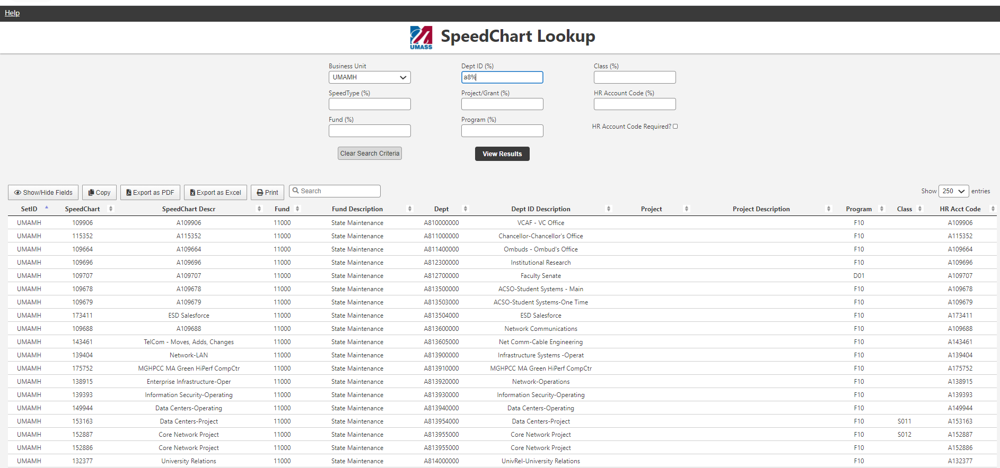 Help
UMASS SpeedChart Lookup
Business Unit Dept ID (%) Class (%)
UMAMH a8%
SpeedType (%) Project/Grant (%) HR Account Code (%)
Fund (%) Program (%)
HR Account Code Required?
Clear Search Criteria View Results
Show/Hide Fields Copy Export as PDF Export as Excel Print Search Show 250 entries
SetID SpeedChart SpeedChart Descr Fund Fund Description Dept Dept ID Description Project Project Description Program Class HR Acct Code
UMAMH 109906 A109906 11000 State Maintenance A810000000 VCAF - VC Office F10 A109906
UMAMH 115352 A115352 11000 State Maintenance A811000000 Chancellor-Chancellor's Office F10 A115352
UMAMH 109664 A109664 11000 State Maintenance A811400000 Ombuds - Ombud's Office F10 A109664
UMAMH 109696 A109696 11000 State Maintenance A812300000 Institutional Research F10 A109696
UMAMH 109707 A109707 11000 State Maintenance A812700000 Faculty Senate D01 A109707
UMAMH 109678 A109678 11000 State Maintenance A813500000 ACSO-Student Systems - Main F10 A109678
UMAMH 109679 A109679 11000 State Maintenance A813503000 ACSO-Student Systems-One Time F10 A109679
UMAMH 173411 ESD Salesforce 11000 State Maintenance A813504000 ESD Salesforce F10 A173411
UMAMH 109688 A109688 11000 State Maintenance A813600000 Network Communications F10 A109688
UMAMH 143461 TelCom - Moves, Adds, Changes 11000 State Maintenance A813605000 Net Comm-Cable Engineering F10 A143461
UMAMH 139404 Network-LAN 11000 State Maintenance A813900000 Infrastructure Systems -Operat F10 A139404
UMAMH 175752 MGHPCC MA Green HiPerf CompCtr 11000 State Maintenance A813910000 MGHPCC MA Green HiPerf CompCtr F10 A175752
UMAMH 138915 Enterprise Infrastructure-Oper 11000 State Maintenance A813920000 Network-Operations F10 A138915
UMAMH 139393 Information Security-Operating 11000 State Maintenance A813930000 Information Security-Operating F10 A139393
UMAMH 149944 Data Centers-Operating 11000 State Maintenance A813940000 Data Centers-Operating F10 A149944
UMAMH 153163 Data Centers-Project 11000 State Maintenance A813954000 Data Centers-Project F10 S011 A153163
UMAMH 152887 Core Network Project 11000 State Maintenance A813955000 Core Network Project F10 S012 A152887
UMAMH 152886 Core Network Project 11000 State Maintenance A813955000 Core Network Project F10 A152886
UMAMH 132377 University Relations 11000 State Maintenance A814000000 UnivRel-University Relations F10 A132377